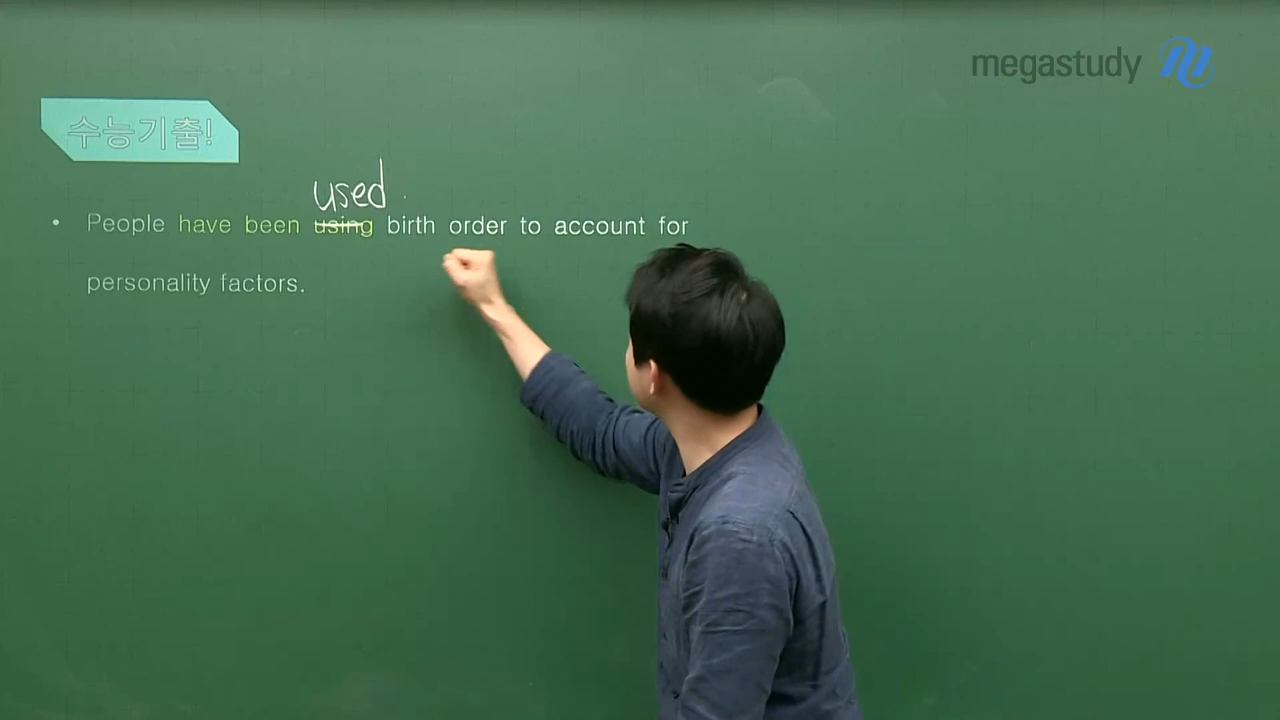 megastudy
수능기출!
used
• People have been using birth order to account for
personality factors.